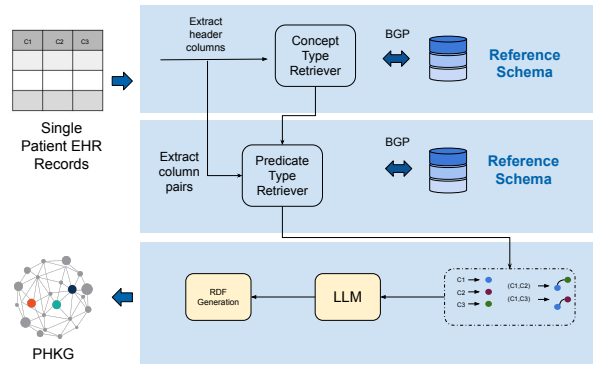 C1 C2 C3
Single
Patient EHR
Records
Extract
header
columns
Concept
Type
Retriever
BGP
Reference
Schema
Extract
column
pairs
Predicate
Type
Retriever
BGP
Reference
Schema
PHKG
RDF
Generation
LLM
C1
C2
C3
(C1,C2)
(C1,C3)